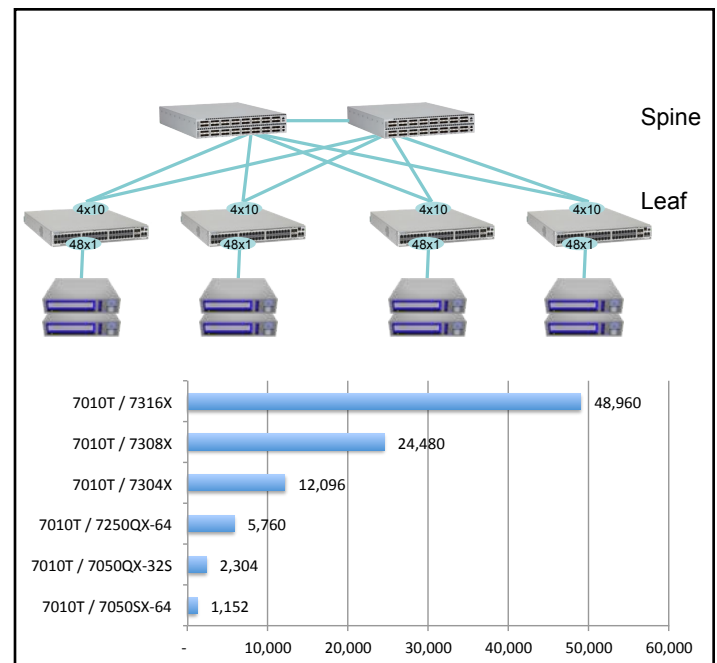 Spine
Leaf
4x10 4x10 4x10 4x10
48x1 48x1 48x1 48x1
7010T / 7316X 48,960
7010T / 7308X 24,480
7010T / 7304X 12,096
7010T / 7250QX-64 5,760
7010T / 7050QX-32S 2,304
7010T / 7050SX-64 1,152
- 10,000 20,000 30,000 40,000 50,000 60,000